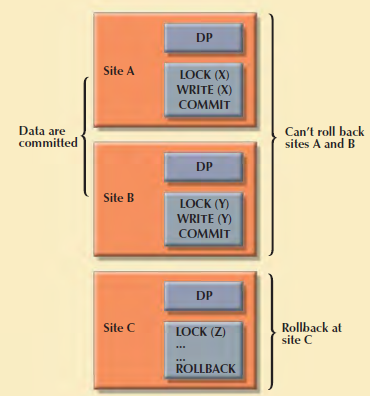 DP
Site A
LOCK (X)
WRITE (X)
COMMIT
Data are
committed
Can't roll back
sites A and B
DP
Site B
LOCK (Y)
WRITE (Y)
COMMIT
DP
Site C
LOCK (Z)
...
...
ROLLBACK
Rollback at
site C